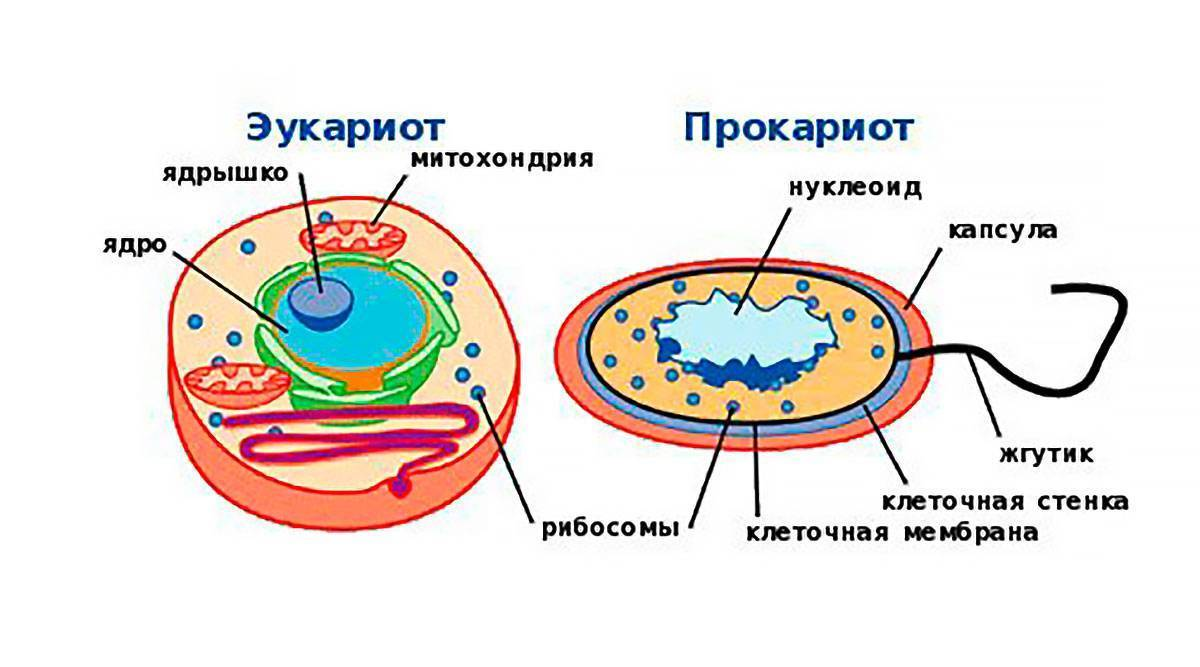 Эукариот
Прокариот
митохондрия
ядрышко
нуклеоид
капсула
ядро
жгутик
клеточная стенка
рибосомы
клеточная мембрана